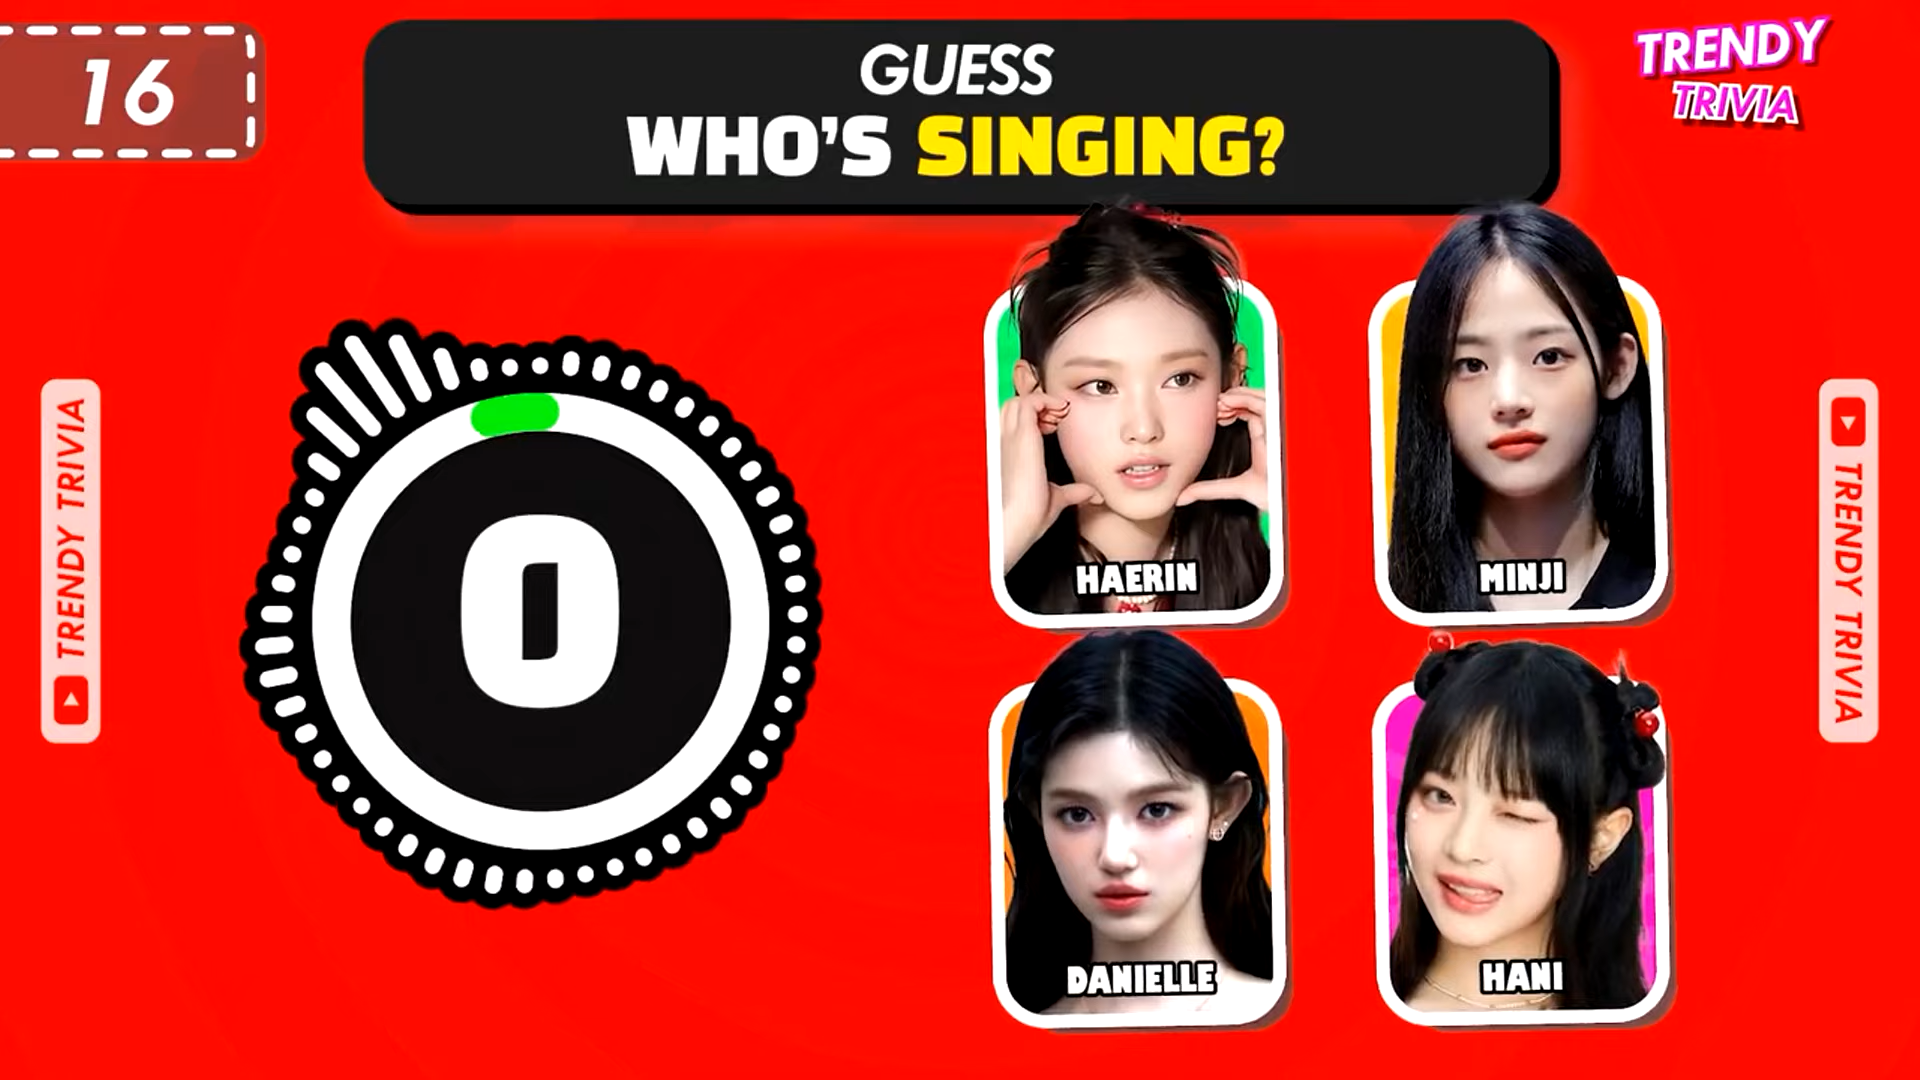 16
GUESS
WHO'S SINGING?
TRENDY
TRIVIA
TRENDY TRIVIA
0
HAERIN
MINJI
DANIELLE
HANI
TRENDY TRIVIA